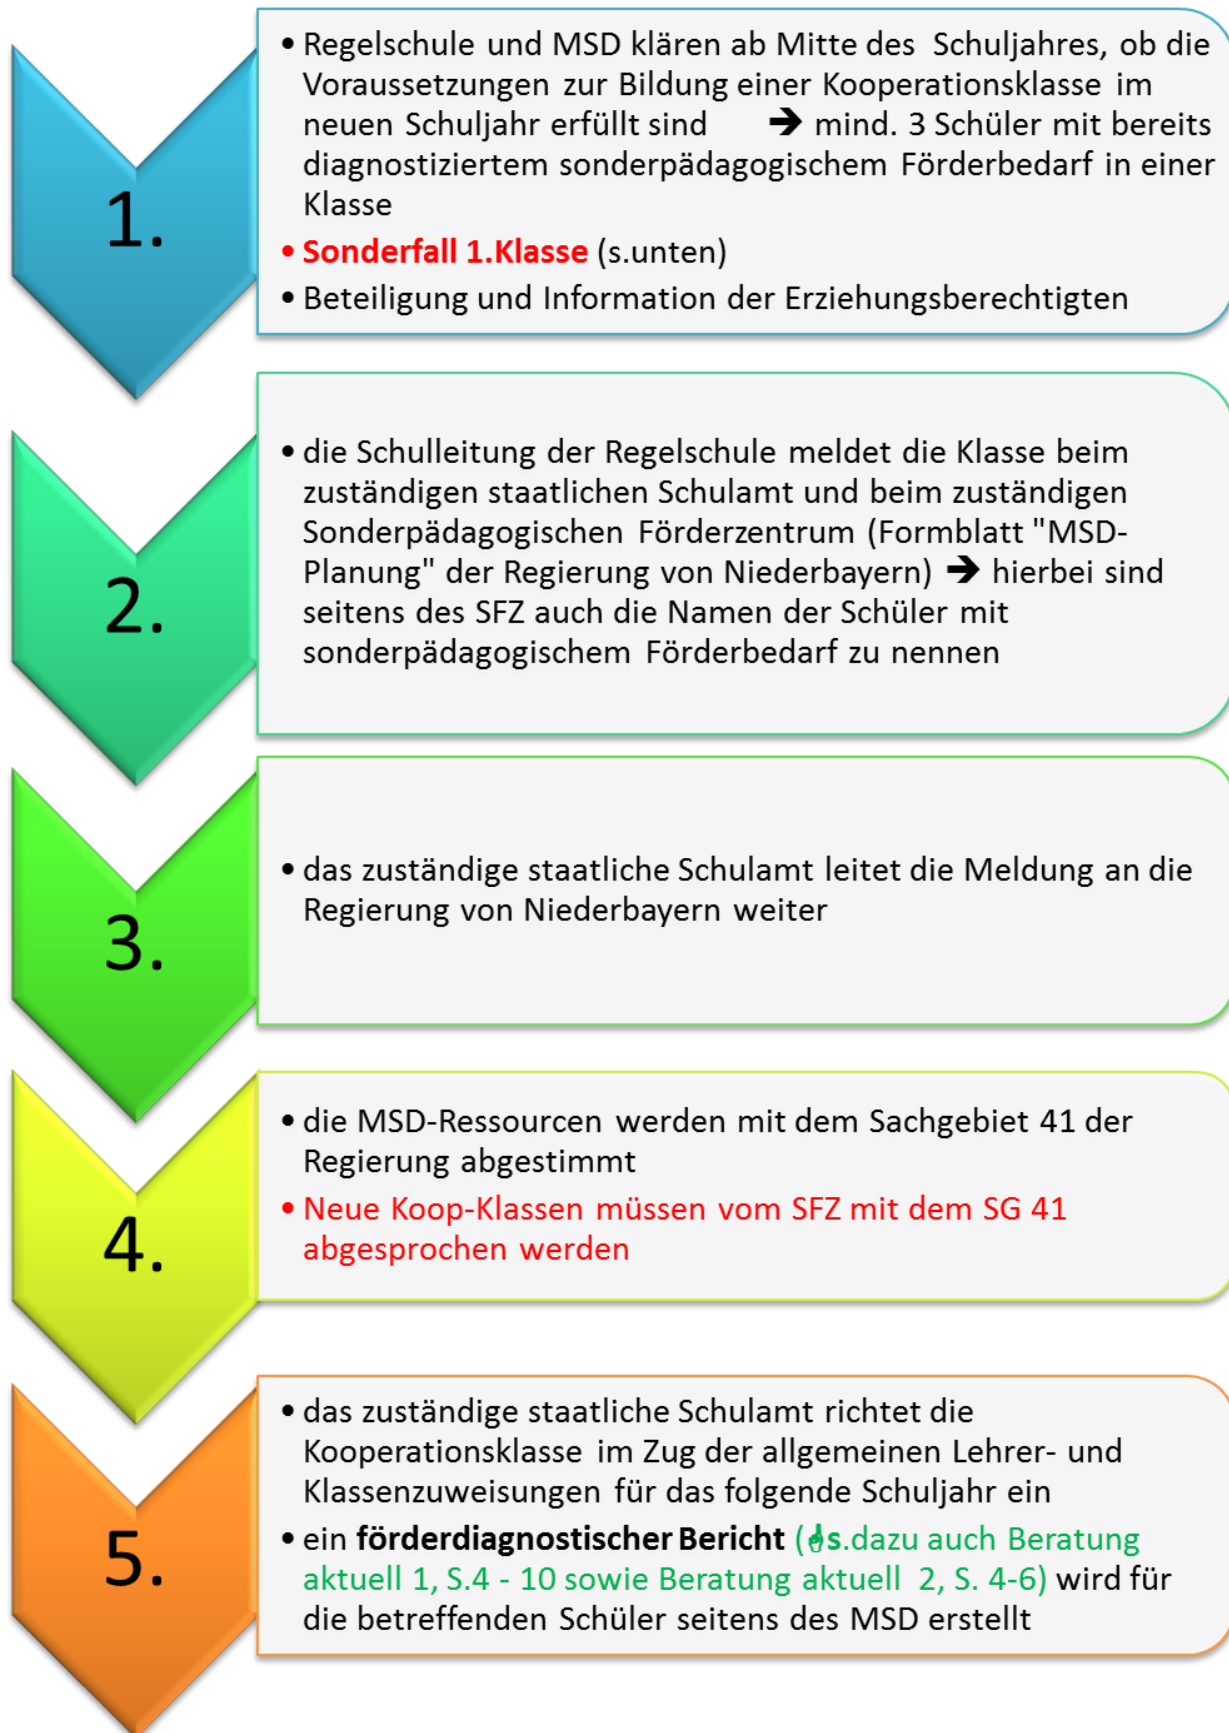 1.
• Regelschule und MSD klären ab Mitte des Schuljahres, ob die
Voraussetzungen zur Bildung einer Kooperationsklasse im
neuen Schuljahr erfüllt sind ➔ mind. 3 Schüler mit bereits
diagnostiziertem sonderpädagogischem Förderbedarf in einer
Klasse
• Sonderfall 1.Klasse (s.unten)
• Beteiligung und Information der Erziehungsberechtigten
2.
• die Schulleitung der Regelschule meldet die Klasse beim
zuständigen staatlichen Schulamt und beim zuständigen
Sonderpädagogischen Förderzentrum (Formblatt "MSD-
Planung" der Regierung von Niederbayern) ➔ hierbei sind
seitens des SFZ auch die Namen der Schüler mit
sonderpädagogischem Förderbedarf zu nennen
3.
• das zuständige staatliche Schulamt leitet die Meldung an die
Regierung von Niederbayern weiter
4.
• die MSD-Ressourcen werden mit dem Sachgebiet 41 der
Regierung abgestimmt
• Neue Koop-Klassen müssen vom SFZ mit dem SG 41
abgesprochen werden
5.
• das zuständige staatliche Schulamt richtet die
Kooperationsklasse im Zug der allgemeinen Lehrer- und
Klassenzuweisungen für das folgende Schuljahr ein
• ein förderdiagnostischer Bericht (☝s.dazu auch Beratung
aktuell 1, S.4 - 10 sowie Beratung aktuell 2, S. 4-6) wird für
die betreffenden Schüler seitens des MSD erstellt